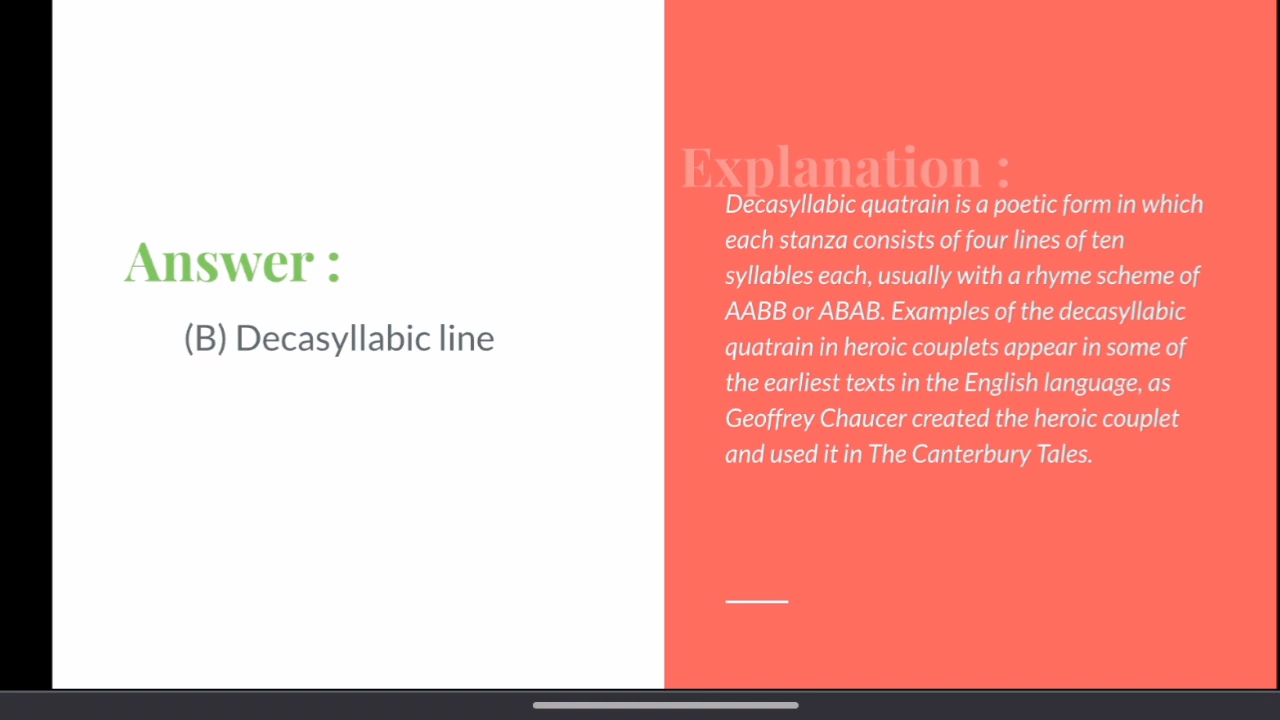 Answer :
(B) Decasyllabic line
Explanation :
Decasyllabic quatrain is a poetic form in which
each stanza consists of four lines of ten
syllables each, usually with a rhyme scheme of
AABB or ABAB. Examples of the decasyllabic
quatrain in heroic couplets appear in some of
the earliest texts in the English language, as
Geoffrey Chaucer created the heroic couplet
and used it in The Canterbury Tales.